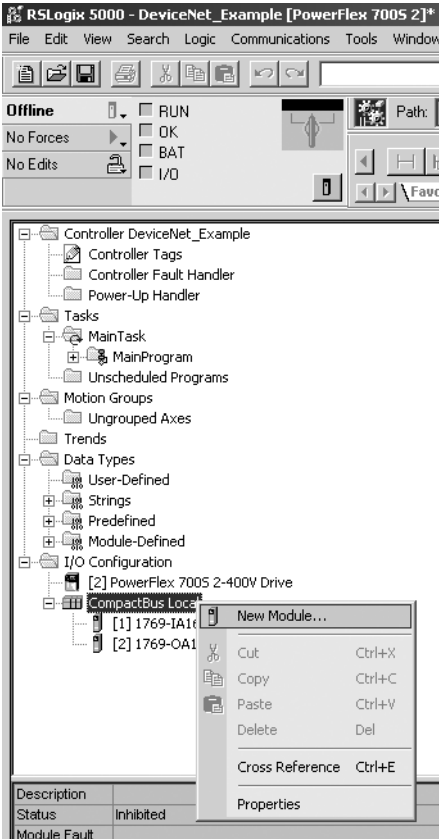 RSLogix 5000 - DeviceNet_Example [PowerFlex 700S 2]*
File Edit View Search Logic Communications Tools Window
Offline
RUN
No Forces
OK
BAT
No Edits
I/O
Path:
Favo
Controller DeviceNet_Example
Controller Tags
Controller Fault Handler
Power-Up Handler
Tasks
MainTask
MainProgram
Unscheduled Programs
Motion Groups
Ungrouped Axes
Trends
Data Types
User-Defined
Strings
Predefined
Module-Defined
I/O Configuration
[2] PowerFlex 700S 2-400V Drive
CompactBus Loca
[1] 1769-IA16
[2] 1769-OA1
New Module...
Cut Ctrl+X
Copy Ctrl+C
Paste Ctrl+V
Delete Del
Cross Reference Ctrl+E
Properties
Description
Status Inhibited
Module Fault